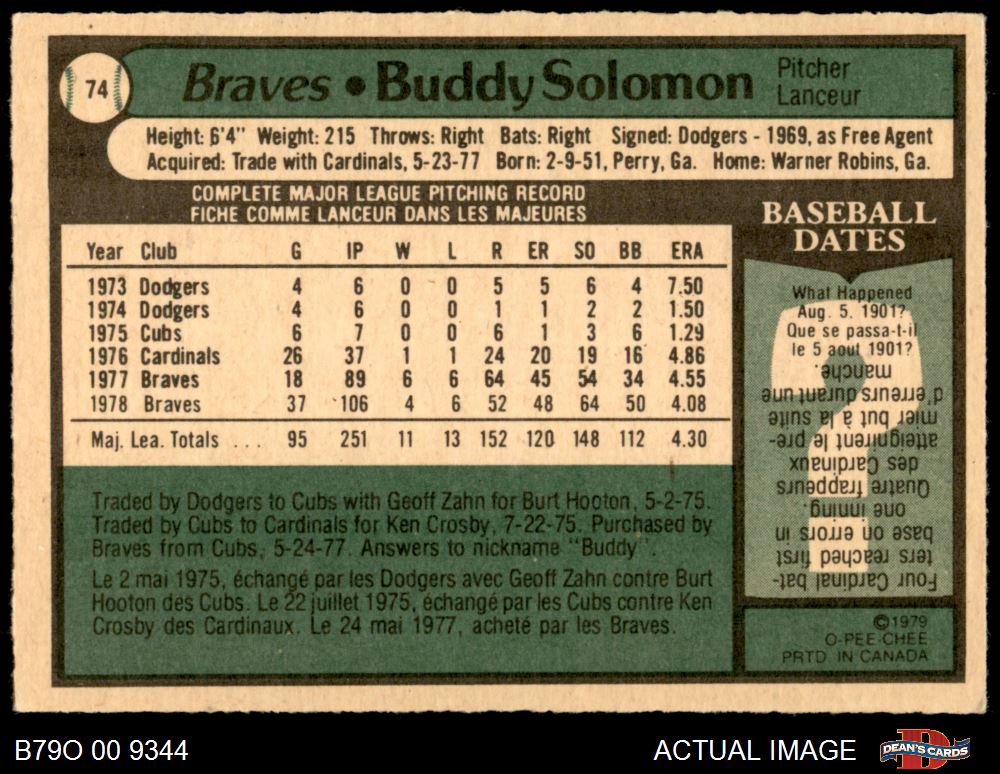 74
Braves • Buddy Solomon
Pitcher
Lanceur
Height: 6'4" Weight: 215 Throws: Right Bats: Right Signed: Dodgers - 1969, as Free Agent
Acquired: Trade with Cardinals, 5-23-77 Born: 2-9-51, Perry, Ga. Home: Warner Robins, Ga.
COMPLETE MAJOR LEAGUE PITCHING RECORD
FICHE COMME LANCEUR DANS LES MAJEURES
Year Club G IP W L R ER SO BB ERA
1973 Dodgers 4 6 0 0 5 5 6 4 7.50
1974 Dodgers 4 6 0 0 1 1 2 2 1.50
1975 Cubs 6 7 0 0 6 1 3 6 1.29
1976 Cardinals 26 37 1 1 24 20 19 16 4.86
1977 Braves 18 89 6 6 64 45 54 34 4.55
1978 Braves 37 106 4 6 52 48 64 50 4.08
Maj. Lea. Totals ... 95 251 11 13 152 120 148 112 4.30
Traded by Dodgers to Cubs with Geoff Zahn for Burt Hooton, 5-2-75.
Traded by Cubs to Cardinals for Ken Crosby, 7-22-75. Purchased by
Braves from Cubs, 5-24-77. Answers to nickname "Buddy".
Le 2 mai 1975, échangé par les Dodgers avec Geoff Zahn contre Burt
Hooton des Cubs. Le 22 juillet 1975, échangé par les Cubs contre Ken
Crosby des Cardinaux. Le 24 mai 1977, acheté par les Braves.
BASEBALL
DATES
What Happened
Aug. 5, 1901?
Que se passa-t-il
le 5 aout 1901?
Four Cardinal bat-
ters reached first
base on errors in
one inning.
Quatre frappeurs
des Cardinaux
atteignirent le pre-
mier but à la suite
d'erreurs durant une
manche.
©1979
O-PEE-CHEE
PRTD IN CANADA
B79O 00 9344
ACTUAL IMAGE
DEAN'S CARDS